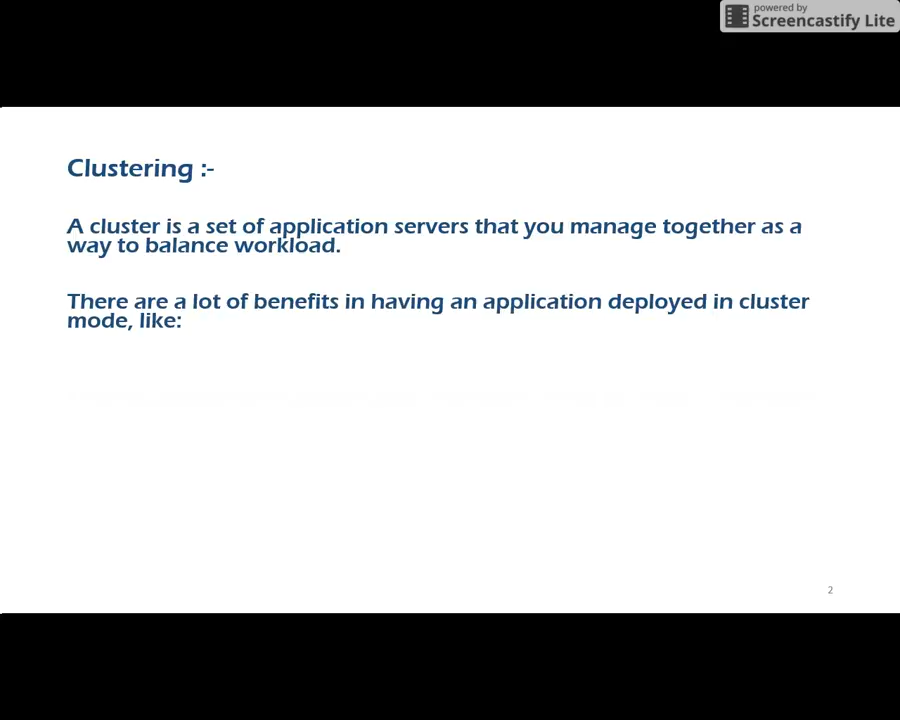 powered by
Screencastify Lite
Clustering :-
A cluster is a set of application servers that you manage together as a
way to balance workload.
There are a lot of benefits in having an application deployed in cluster
mode, like:
2